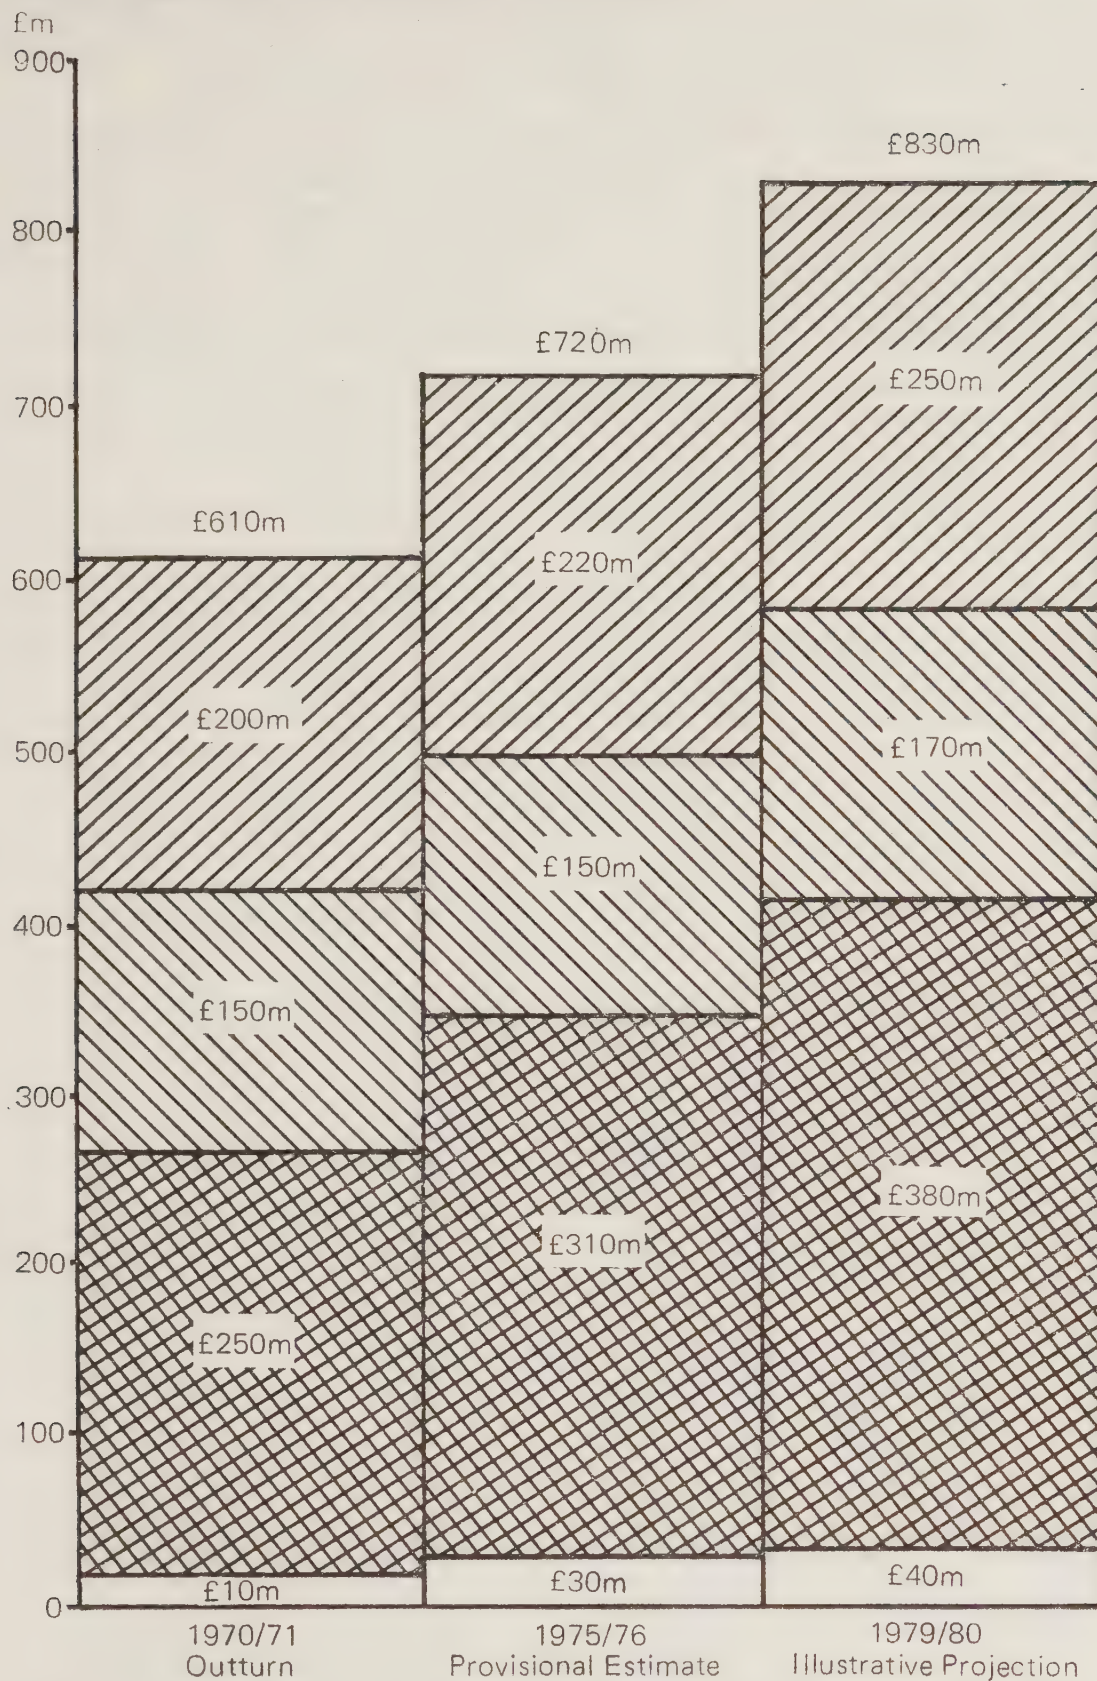 £m
900
£830m
800
£720m
700
£250m
£610m
600
£220m
£200m
500
£170m
£150m
400
£150m
300
£380m
£310m
200
£250m
100
£10m
£30m
£40m
0
1970/71
Outturn
1975/76
Provisional Estimate
1979/80
Illustrative Projection